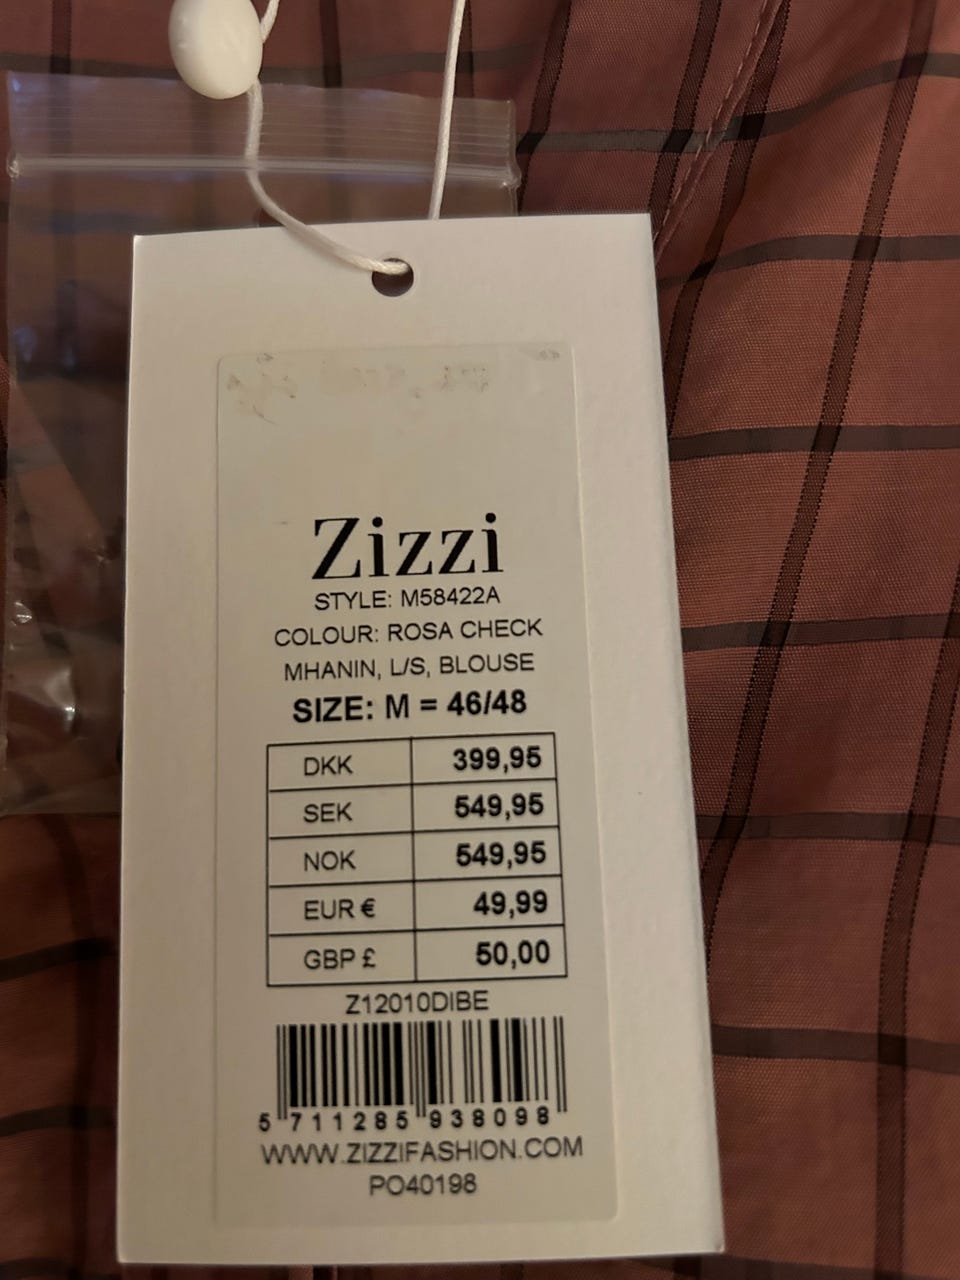 Zizzi
STYLE: M58422A
COLOUR: ROSA CHECK
MHANIN, L/S, BLOUSE
SIZE: M = 46/48
DKK 399,95
SEK 549,95
NOK 549,95
EUR € 49,99
GBP £ 50,00
Z12010DIBE
5 711285 938098
WWW.ZIZZIFASHION.COM
PO40198